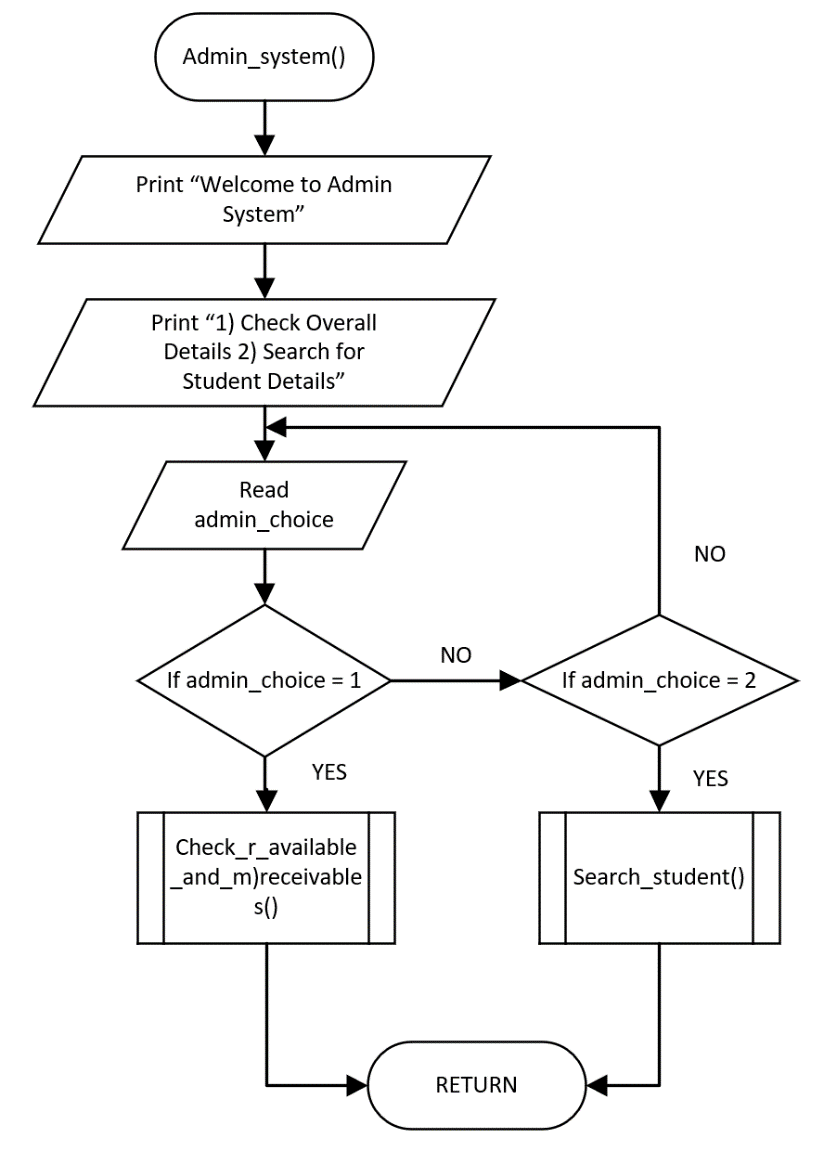 Admin_system()
Print “Welcome to Admin
System”
Print “1) Check Overall
Details 2) Search for
Student Details”
Read
admin_choice
NO
NO
If admin_choice = 1
If admin_choice = 2
YES
YES
Check_r_available
_and_m)receivable
s()
Search_student()
RETURN